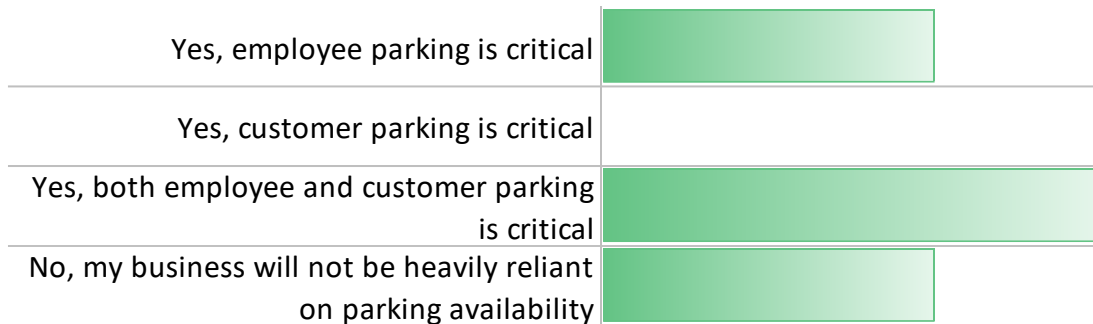 Yes, employee parking is critical
Yes, customer parking is critical
Yes, both employee and customer parking
is critical
No, my business will not be heavily reliant
on parking availability